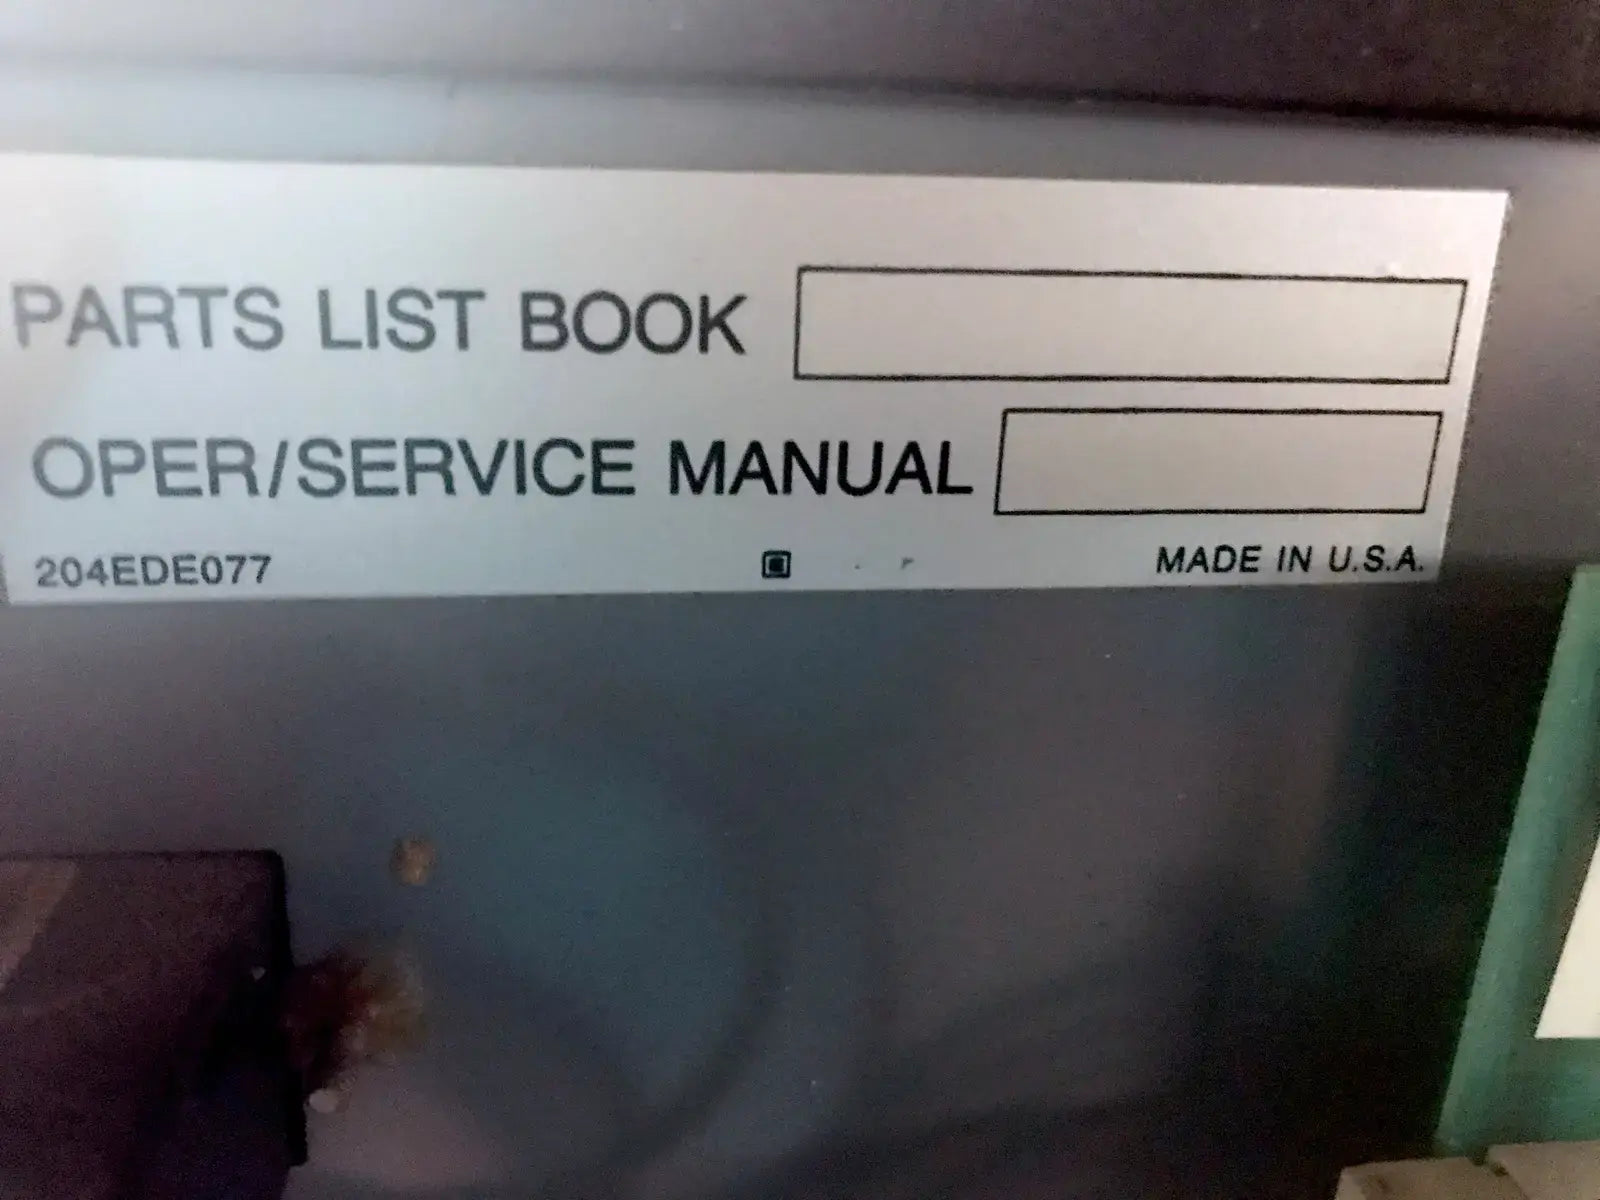 PARTS LIST BOOK
OPER/SERVICE MANUAL
204EDE077 MADE IN U.S.A.